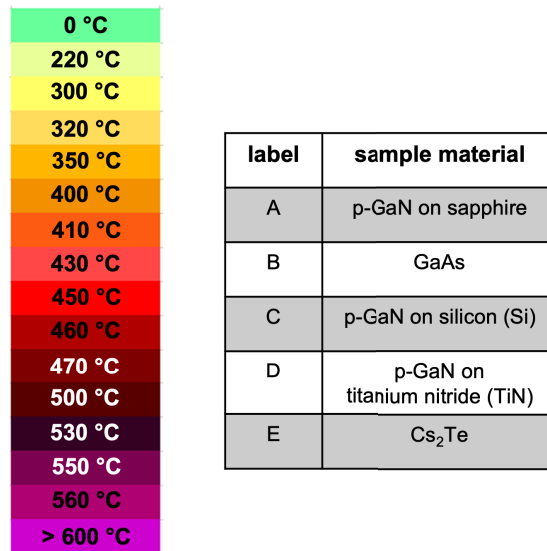 0 °C
220 °C
300 °C
320 °C
350 °C
400 °C
410 °C
430 °C
450 °C
460 °C
470 °C
500 °C
530 °C
550 °C
560 °C
> 600 °C
label sample material
A p-GaN on sapphire
B GaAs
C p-GaN on silicon (Si)
D p-GaN on
titanium nitride (TiN)
E Cs₂Te